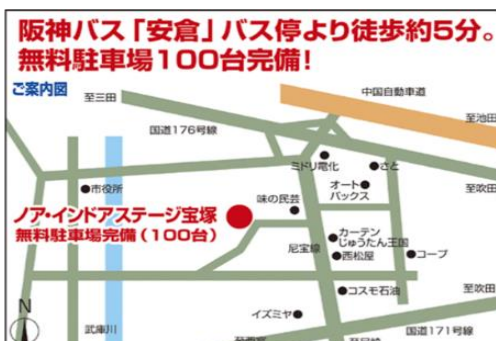 阪神バス「安倉」バス停より徒歩約5分。
無料駐車場100台完備！
ご案内図
至三田
中国自動車道
至池田
国道176号線
ミドリ電化
さと
至吹田
市役所
オート
バックス
味の民芸
ノア・インドアステージ宝塚
無料駐車場完備（100台）
カーテン
じゅうたん王国
尼宝線
西松屋
コープ
コスモ石油
至吹田
N
イズミヤ
武庫川
国道171号線